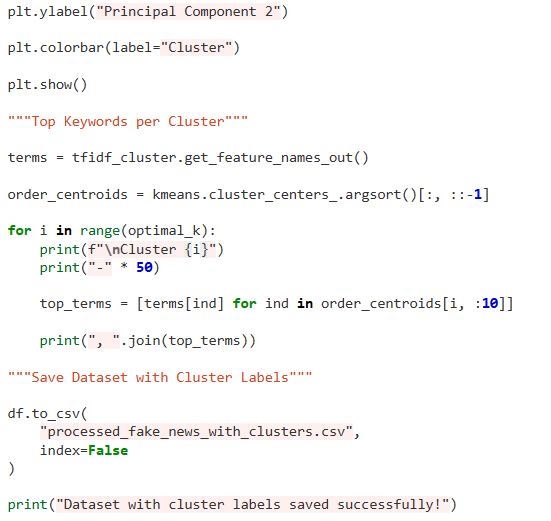 plt.ylabel("Principal Component 2")
plt.colorbar(label="Cluster")
plt.show()
"""Top Keywords per Cluster"""
terms = tfidf_cluster.get_feature_names_out()
order_centroids = kmeans.cluster_centers_.argsort()[:, ::-1]
for i in range(optimal_k):
    print(f"\nCluster {i}")
    print("-" * 50)
    top_terms = [terms[ind] for ind in order_centroids[i, :10]]
    print(", ".join(top_terms))
"""Save Dataset with Cluster Labels"""
df.to_csv(
    "processed_fake_news_with_clusters.csv",
    index=False
)
print("Dataset with cluster labels saved successfully!")